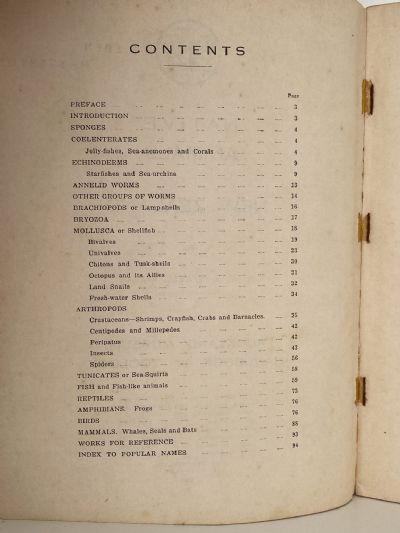 CONTENTS
Page
PREFACE 3
INTRODUCTION 3
SPONGES 4
COELENTERATES 4
Jelly-fishes, Sea-anemones and Corals 4
ECHINODERMS 9
Starfishes and Sea-urchins 9
ANNELID WORMS 13
OTHER GROUPS OF WORMS 14
BRACHIOPODS or Lamp-shells 16
BRYOZOA 17
MOLLUSCA or Shellfish 18
Bivalves 19
Univalves 23
Chitons and Tusk-shells 30
Octopus and its Allies 31
Land Snails 32
Fresh-water Shells 34
ARTHROPODS
Crustaceans—Shrimps, Crayfish, Crabs and Barnacles. 35
Centipedes and Millepedes 42
Peripatus 42
Insects 43
Spiders 56
TUNICATES or Sea-Squirts 58
FISH and Fish-like animals 59
REPTILES 73
AMPHIBIANS. Frogs 76
BIRDS 76
MAMMALS. Whales, Seals and Bats 88
WORKS FOR REFERENCE 93
INDEX TO POPULAR NAMES 94